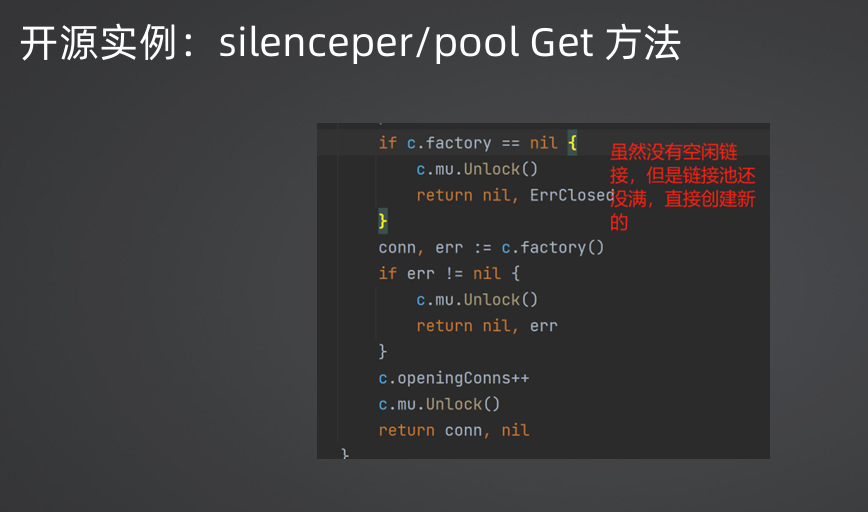 开源实例：silenceper/pool Get 方法
if c.factory == nil {
c.mu.Unlock()
return nil, ErrClosed
}
conn, err := c.factory()
if err != nil {
c.mu.Unlock()
return nil, err
}
c.openingConns++
c.mu.Unlock()
return conn, nil
}
虽然没有空闲链
接，但是链接池还
没满，直接创建新
的